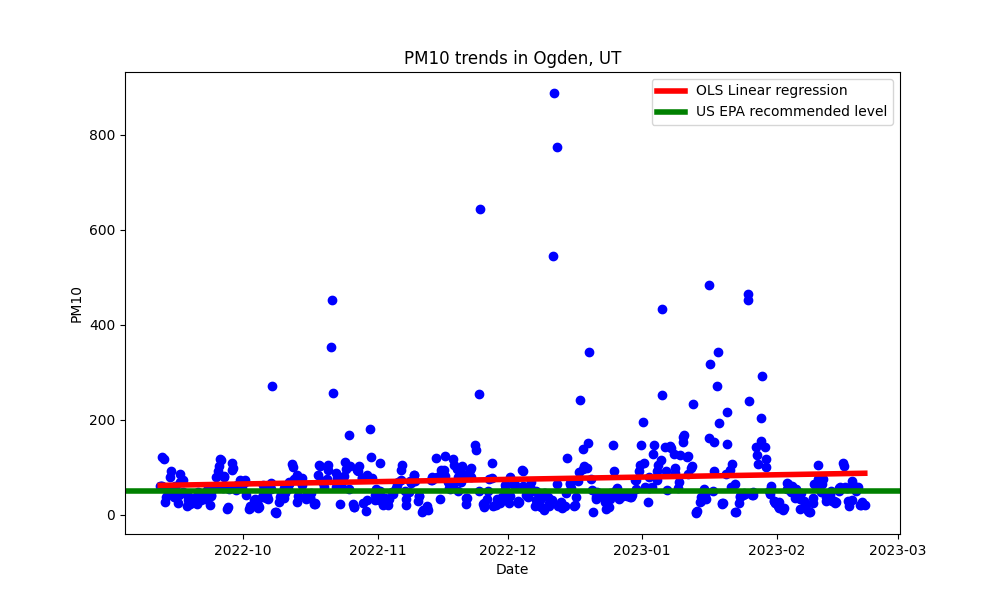 PM10 trends in Ogden, UT
OLS Linear regression
US EPA recommended level
PM10
800
600
400
200
0
2022-10
2022-11
2022-12
2023-01
2023-02
2023-03
Date